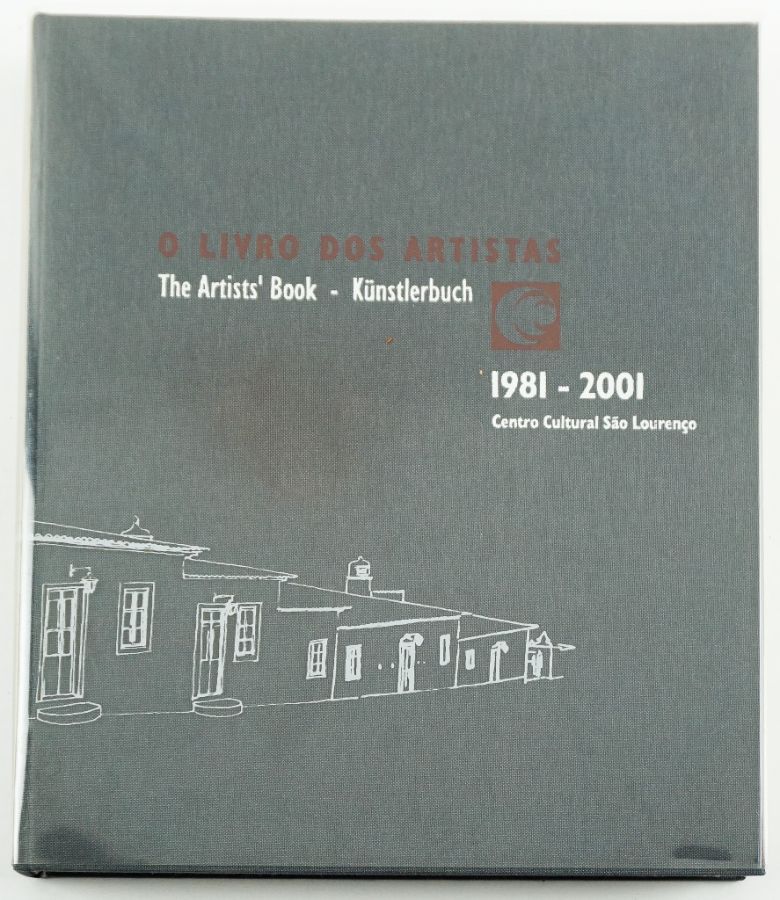 O LIVRO DOS ARTISTAS
The Artists' Book - Künstlerbuch
1981 - 2001
Centro Cultural São Lourenço